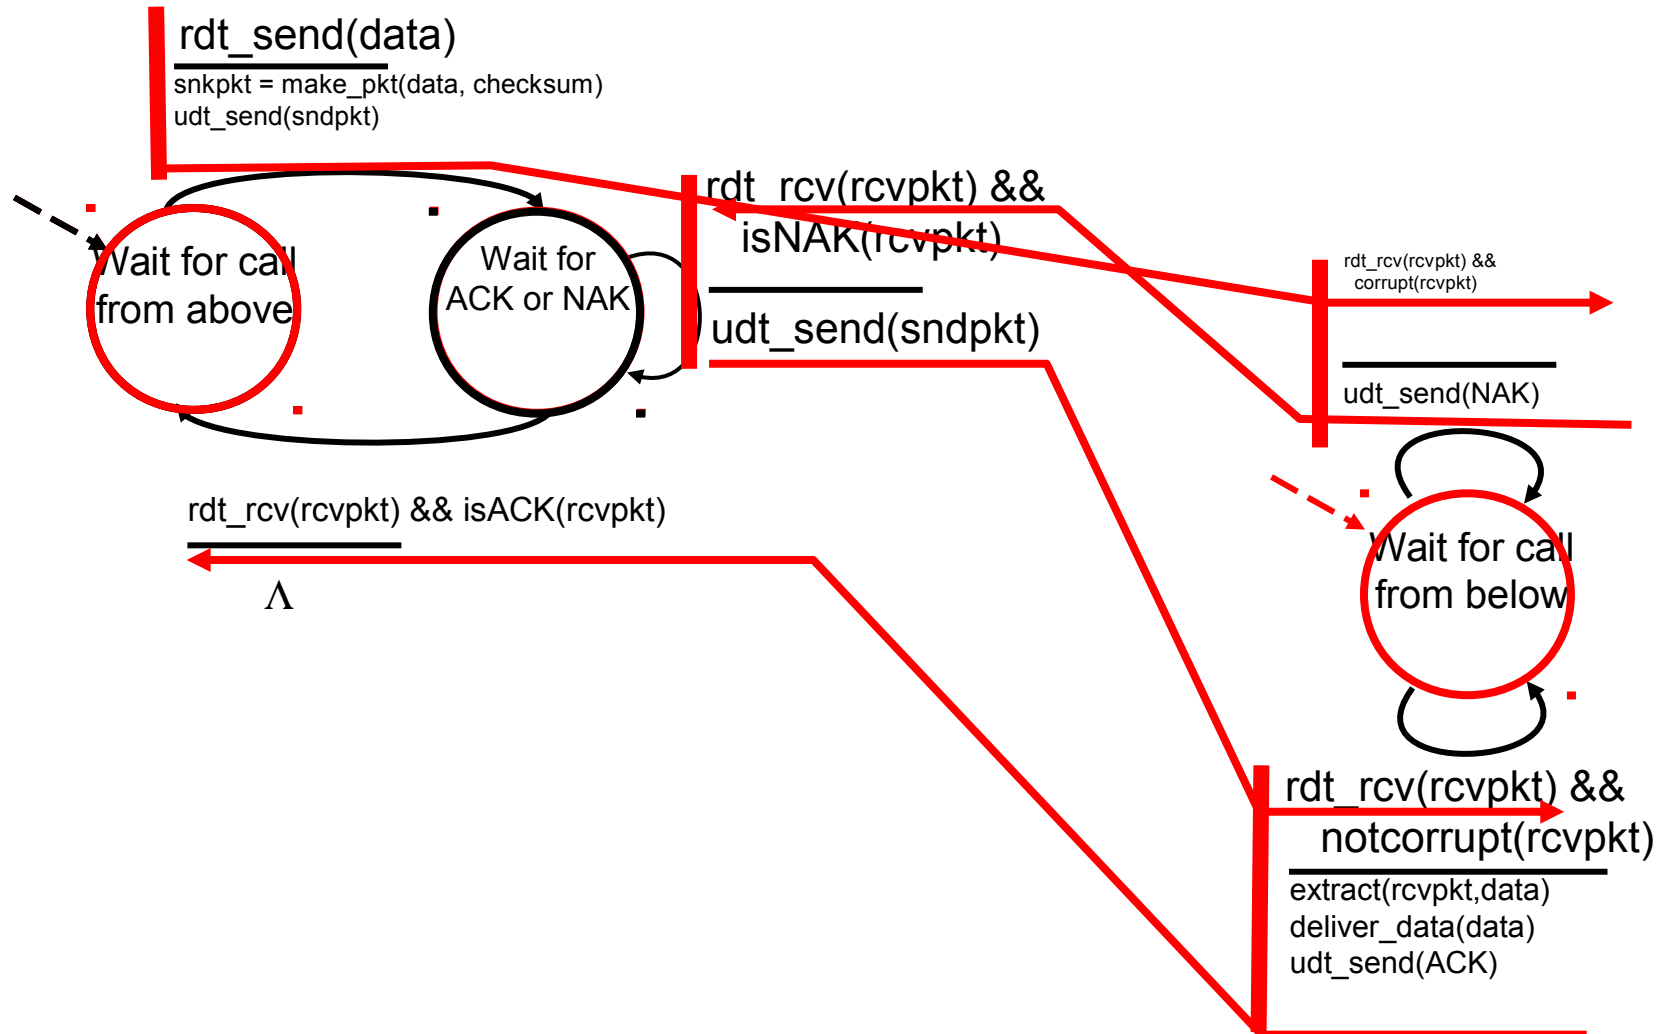 rdt_send(data)
snkpkt = make_pkt(data, checksum)
udt_send(sndpkt)
Wait for call
from above
Wait for
ACK or NAK
rdt_rcv(rcvpkt) &&
isNAK(rcvpkt)
udt_send(sndpkt)
rdt_rcv(rcvpkt) &&
corrupt(rcvpkt)
udt_send(NAK)
rdt_rcv(rcvpkt) && isACK(rcvpkt)
Λ
Wait for call
from below
rdt_rcv(rcvpkt) &&
notcorrupt(rcvpkt)
extract(rcvpkt,data)
deliver_data(data)
udt_send(ACK)